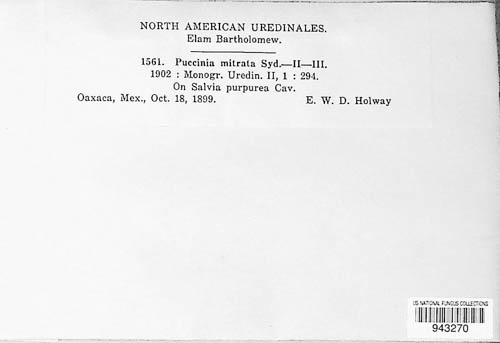 NORTH AMERICAN UREDINALES.
Elam Bartholomew.
1561. Puccinia mitrata Syd.—II—III.
1902 : Monogr. Uredin. II, 1 : 294.
On Salvia purpurea Cav.
Oaxaca, Mex., Oct. 18, 1899. E. W. D. Holway
US NATIONAL FUNGUS COLLECTIONS
943270